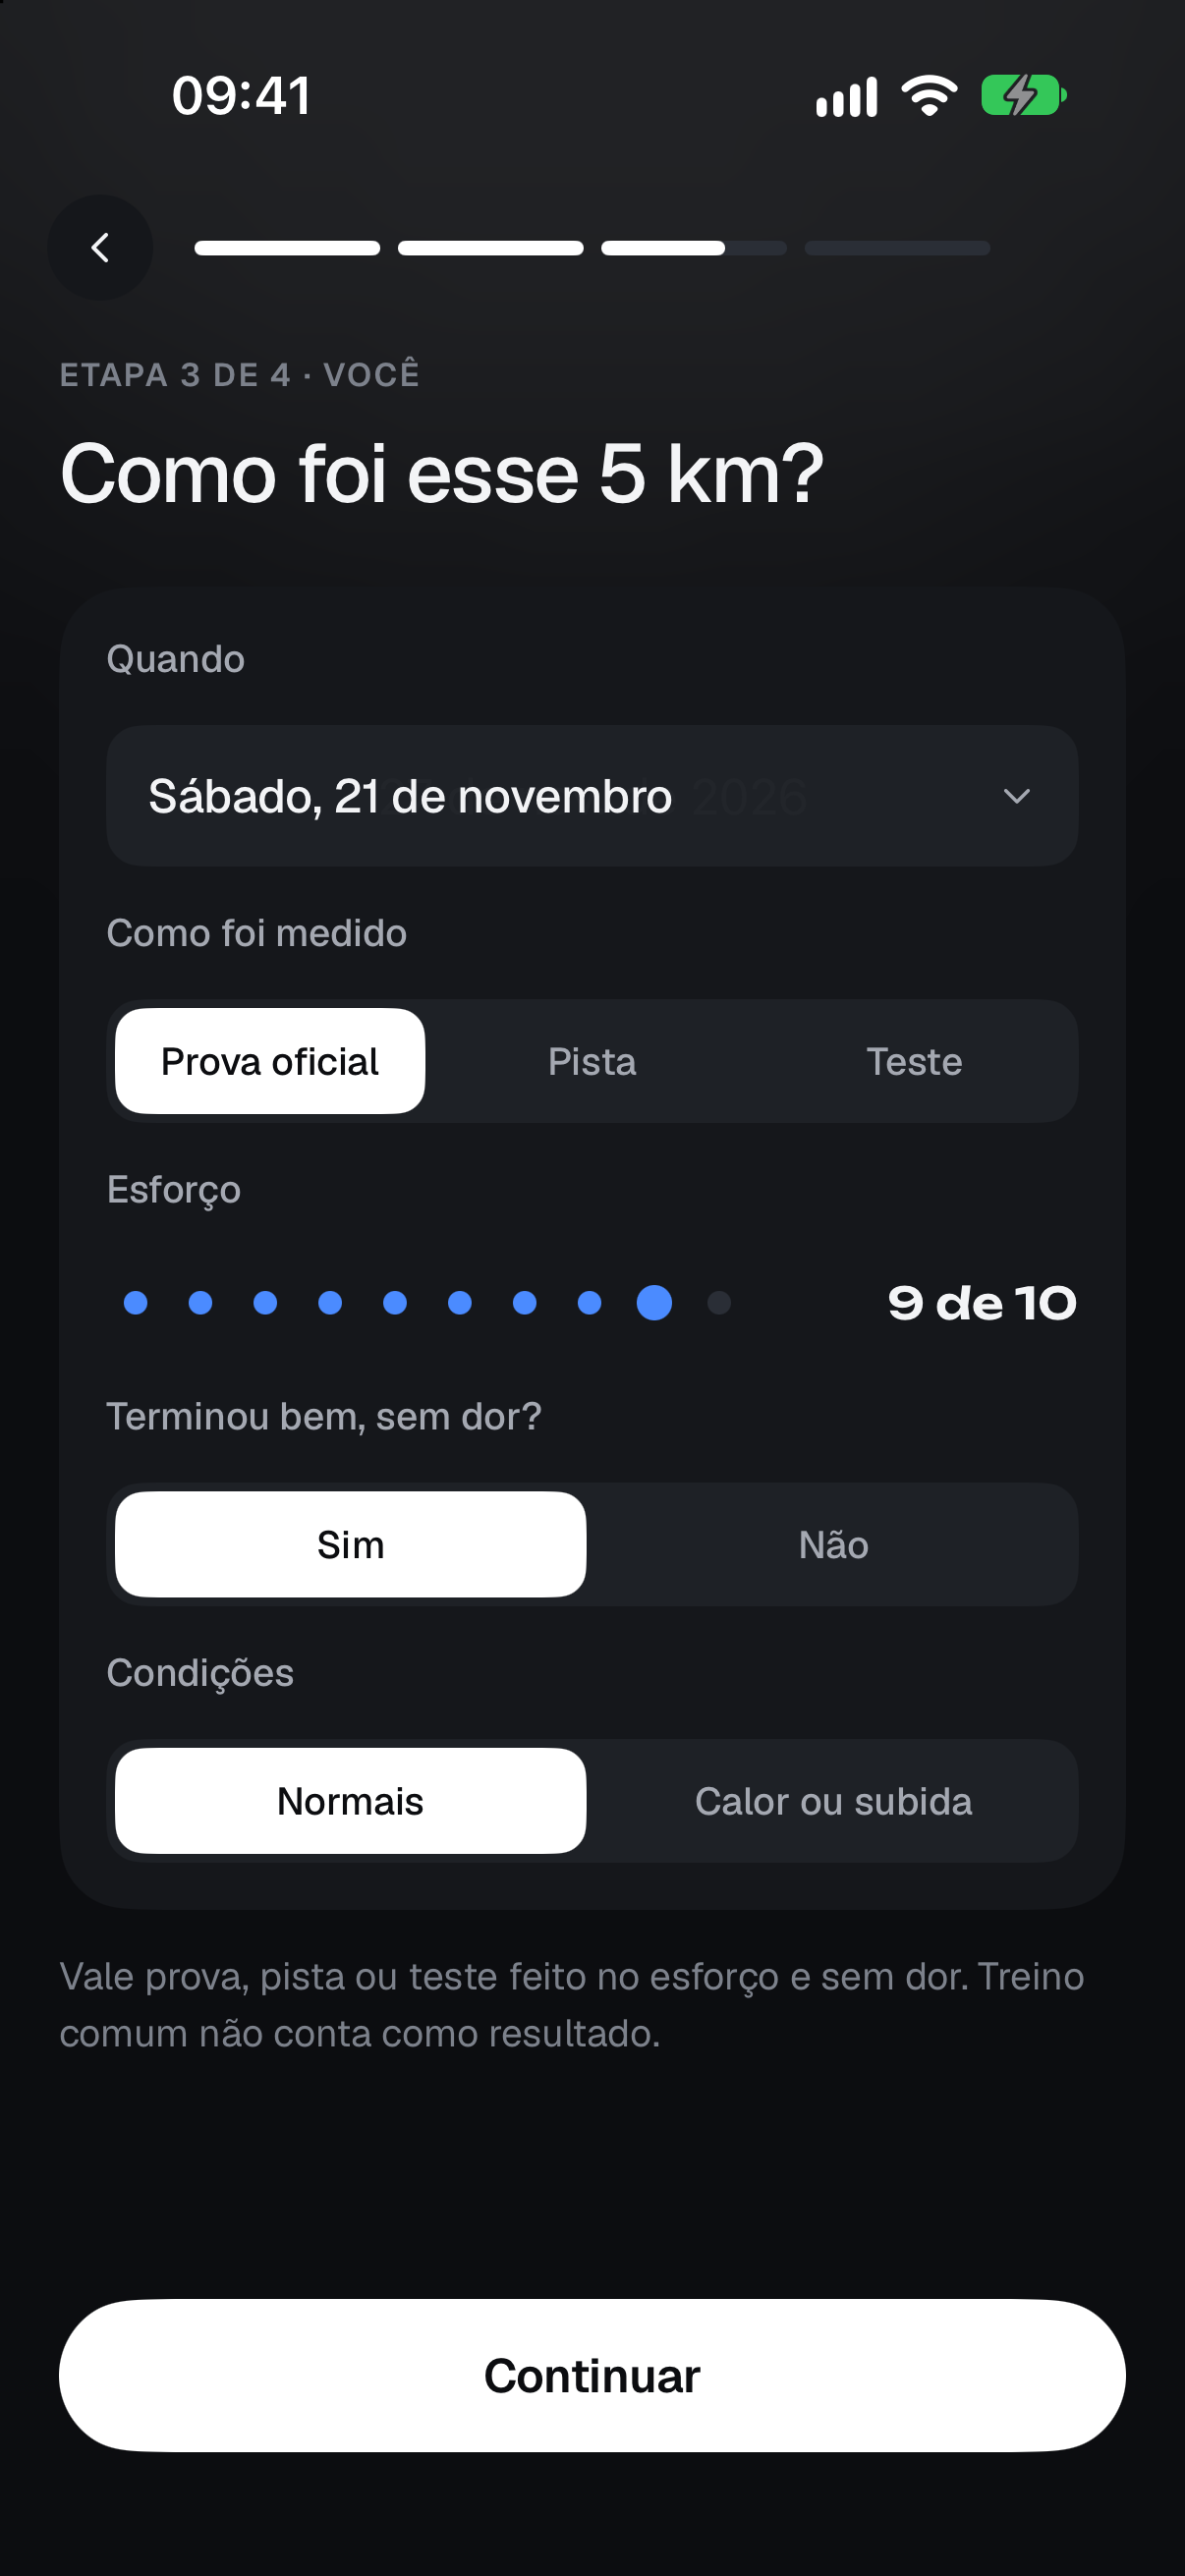 09:41
ETAPA 3 DE 4 · VOCÊ
Como foi esse 5 km?
Quando
Sábado, 21 de novembro 2026
Como foi medido
Prova oficial Pista Teste
Esforço
9 de 10
Terminou bem, sem dor?
Sim Não
Condições
Normais Calor ou subida
Vale prova, pista ou teste feito no esforço e sem dor. Treino
comum não conta como resultado.
Continuar